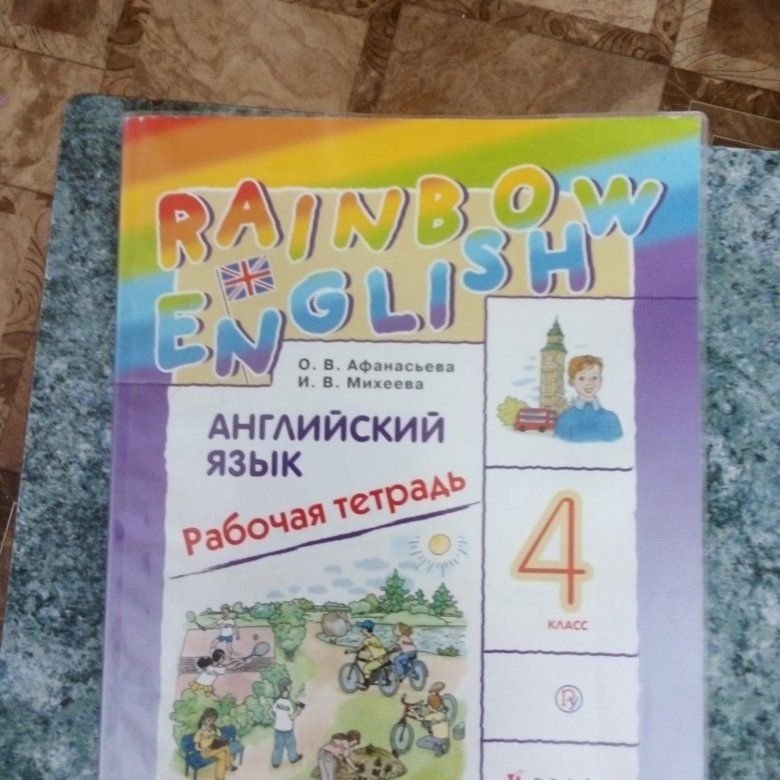 RAINBOW
ENGLISH
О. В. Афанасьева
И. В. Михеева
АНГЛИЙСКИЙ
ЯЗЫК
Рабочая тетрадь
4
КЛАСС